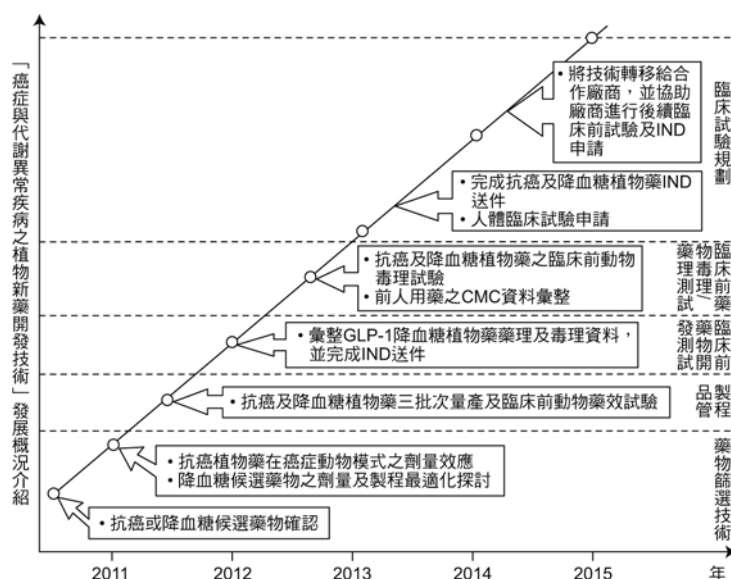 「癌症與代謝異常疾病之植物新藥開發技術」發展概況介紹
• 將技術轉移給合
作廠商，並協助
廠商進行後續臨
床前試驗及IND
申請
臨床試驗規劃
• 完成抗癌及降血糖植物藥IND
送件
• 人體臨床試驗申請
• 抗癌及降血糖植物藥之臨床前動物
毒理試驗
• 前人用藥之CMC資料彙整
臨床前藥
物毒理/
藥理測試
• 彙整GLP-1降血糖植物藥藥理及毒理資料，
並完成IND送件
臨床前
藥物開
發測試
• 抗癌及降血糖植物藥三批次量產及臨床前動物藥效試驗
製程
品管
• 抗癌植物藥在癌症動物模式之劑量效應
• 降血糖候選藥物之劑量及製程最適化探討
• 抗癌或降血糖候選藥物確認
藥物篩選技術
2011 2012 2013 2014 2015 年